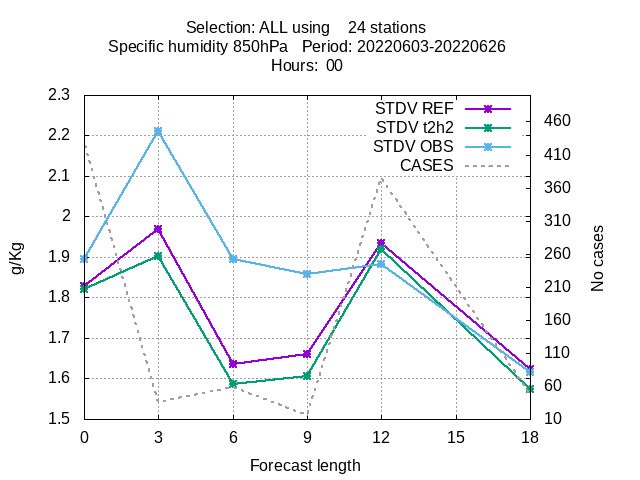 Selection: ALL using    24 stations
Specific humidity 850hPa   Period: 20220603-20220626
Hours:  00
STDV REF
STDV t2h2
STDV OBS
CASES
2.3
2.2
2.1
2
1.9
1.8
1.7
1.6
1.5
g/Kg
460
410
360
310
260
210
160
110
60
10
No cases
0 3 6 9 12 15 18
Forecast length